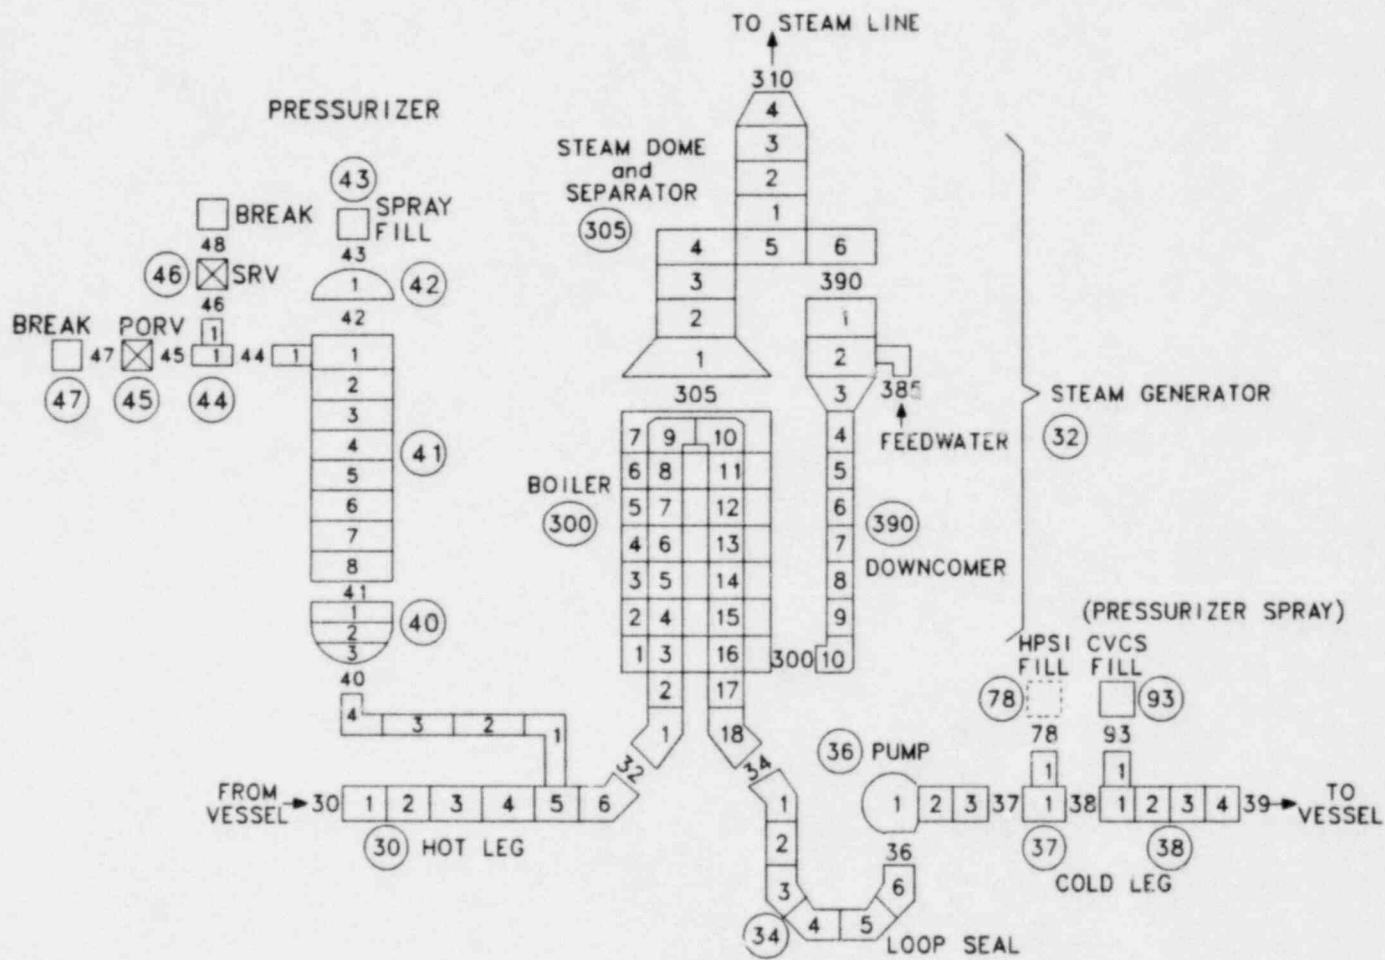 TO STEAM LINE
310
4
3
2
1
4 5 6
3
2
1
STEAM DOME
and
SEPARATOR
305
305
PRESSURIZER
43
SPRAY
FILL
43
1
42
42
BREAK
48
46
SRV
46
1
BREAK
47
47
PORV
45
45
1
44
44
1
1
2
3
4
5
6
7
8
41
41
1
2
3
40
40
4 3 2 1
390
1
2
3
385
FEEDWATER
4
5
6
7
8
9
10
300
390
DOWNCOMER
STEAM GENERATOR
32
BOILER
300
7 9 10
6 8 11
5 7 12
4 6 13
3 5 14
2 4 15
1 3 16
2 17
1 18
32
34
FROM
VESSEL
30
1 2 3 4 5 6
30 HOT LEG
1
2
3
4
5
6
34
LOOP SEAL
36 PUMP
1 2 3
36
37
(PRESSURIZER SPRAY)
HPSI
FILL
78
78
1
1
37
CVCS
FILL
93
93
1
38
1 2 3 4
38
39
TO
VESSEL
COLD LEG